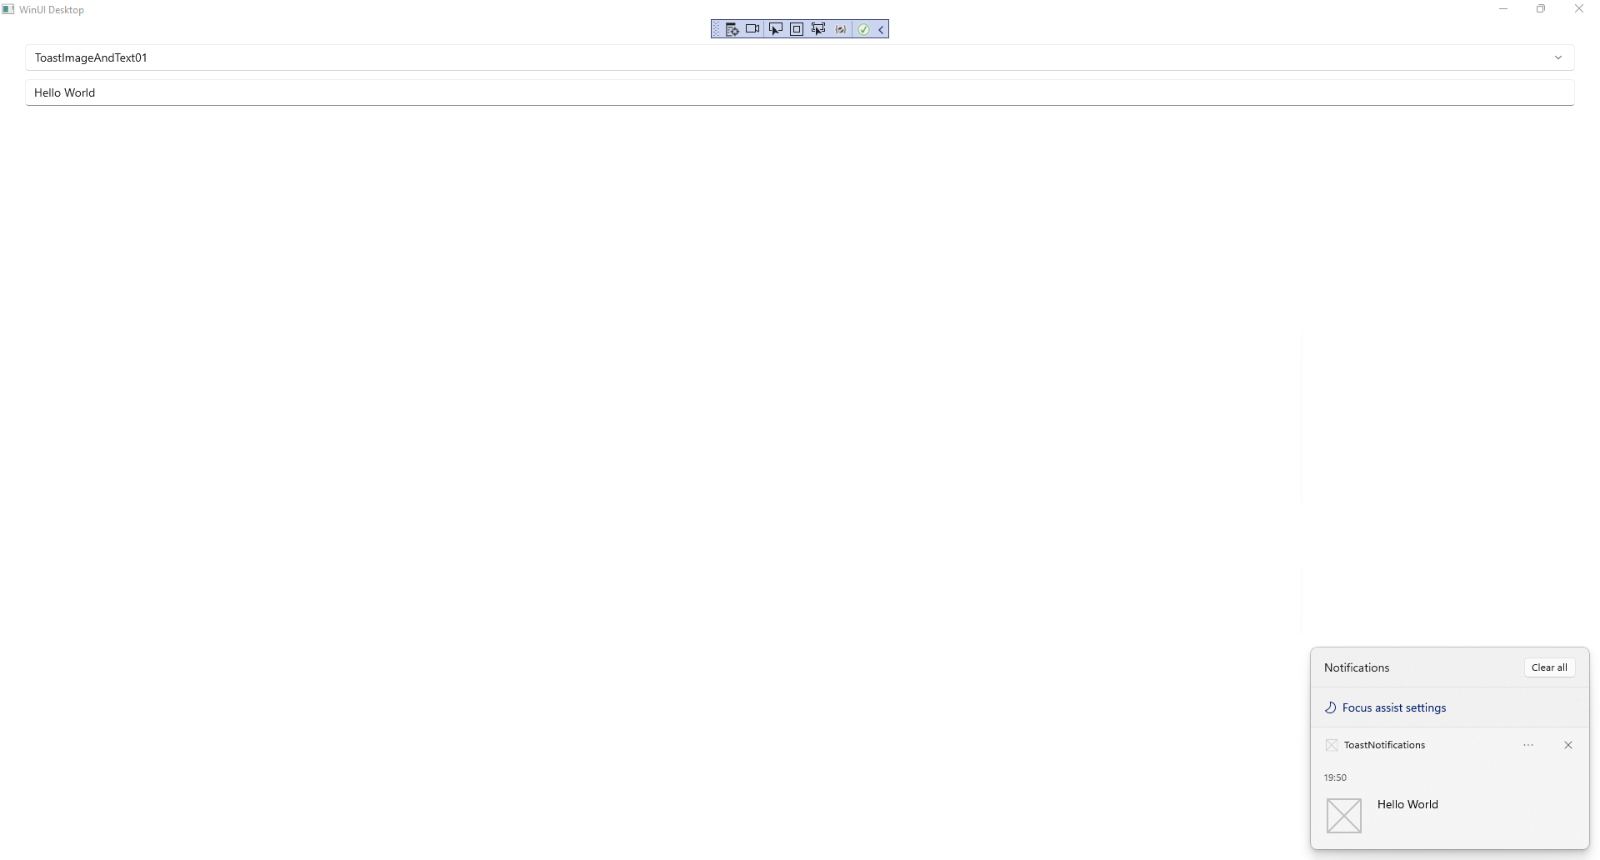 WinUI Desktop
ToastImageAndText01
Hello World
Notifications
Clear all
Focus assist settings
ToastNotifications
19:50
Hello World